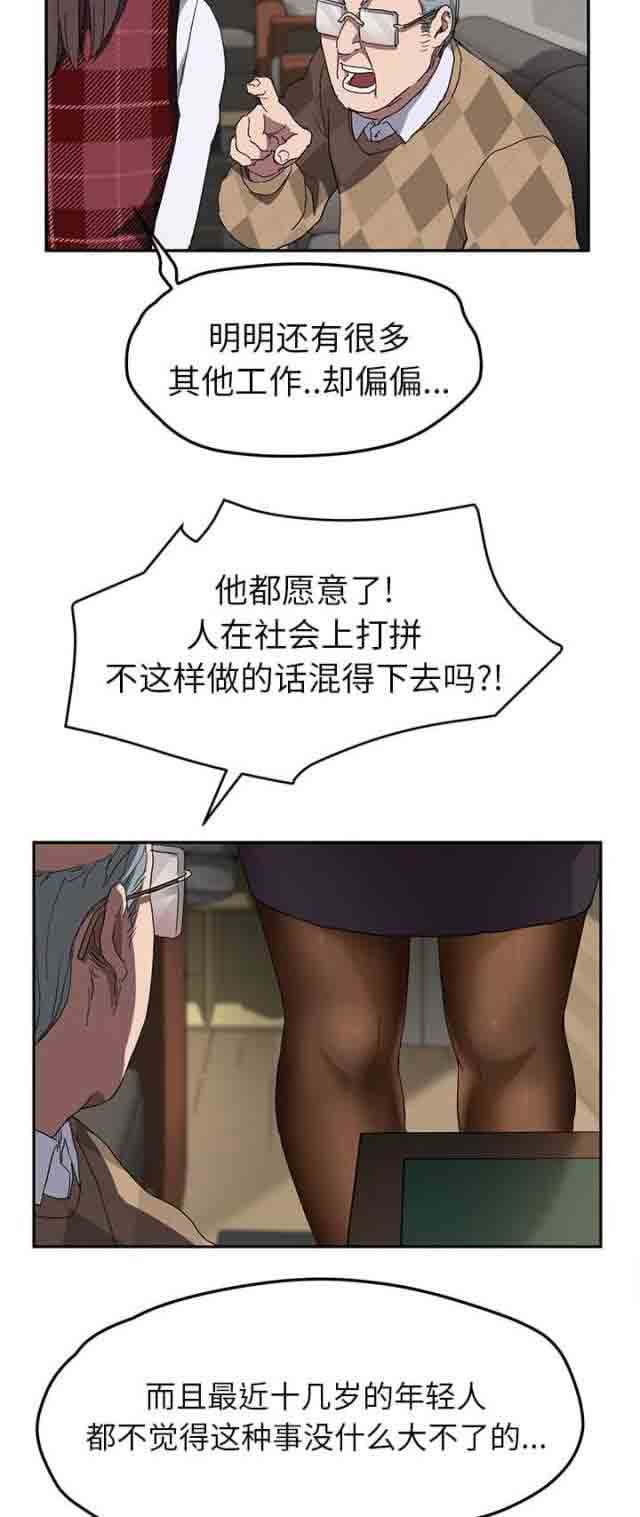 明明还有很多
其他工作..却偏偏...
他都愿意了!
人在社会上打拼
不这样做的话混得下去吗?!
而且最近十几岁的年轻人
都不觉得这种事没什么大不了的...